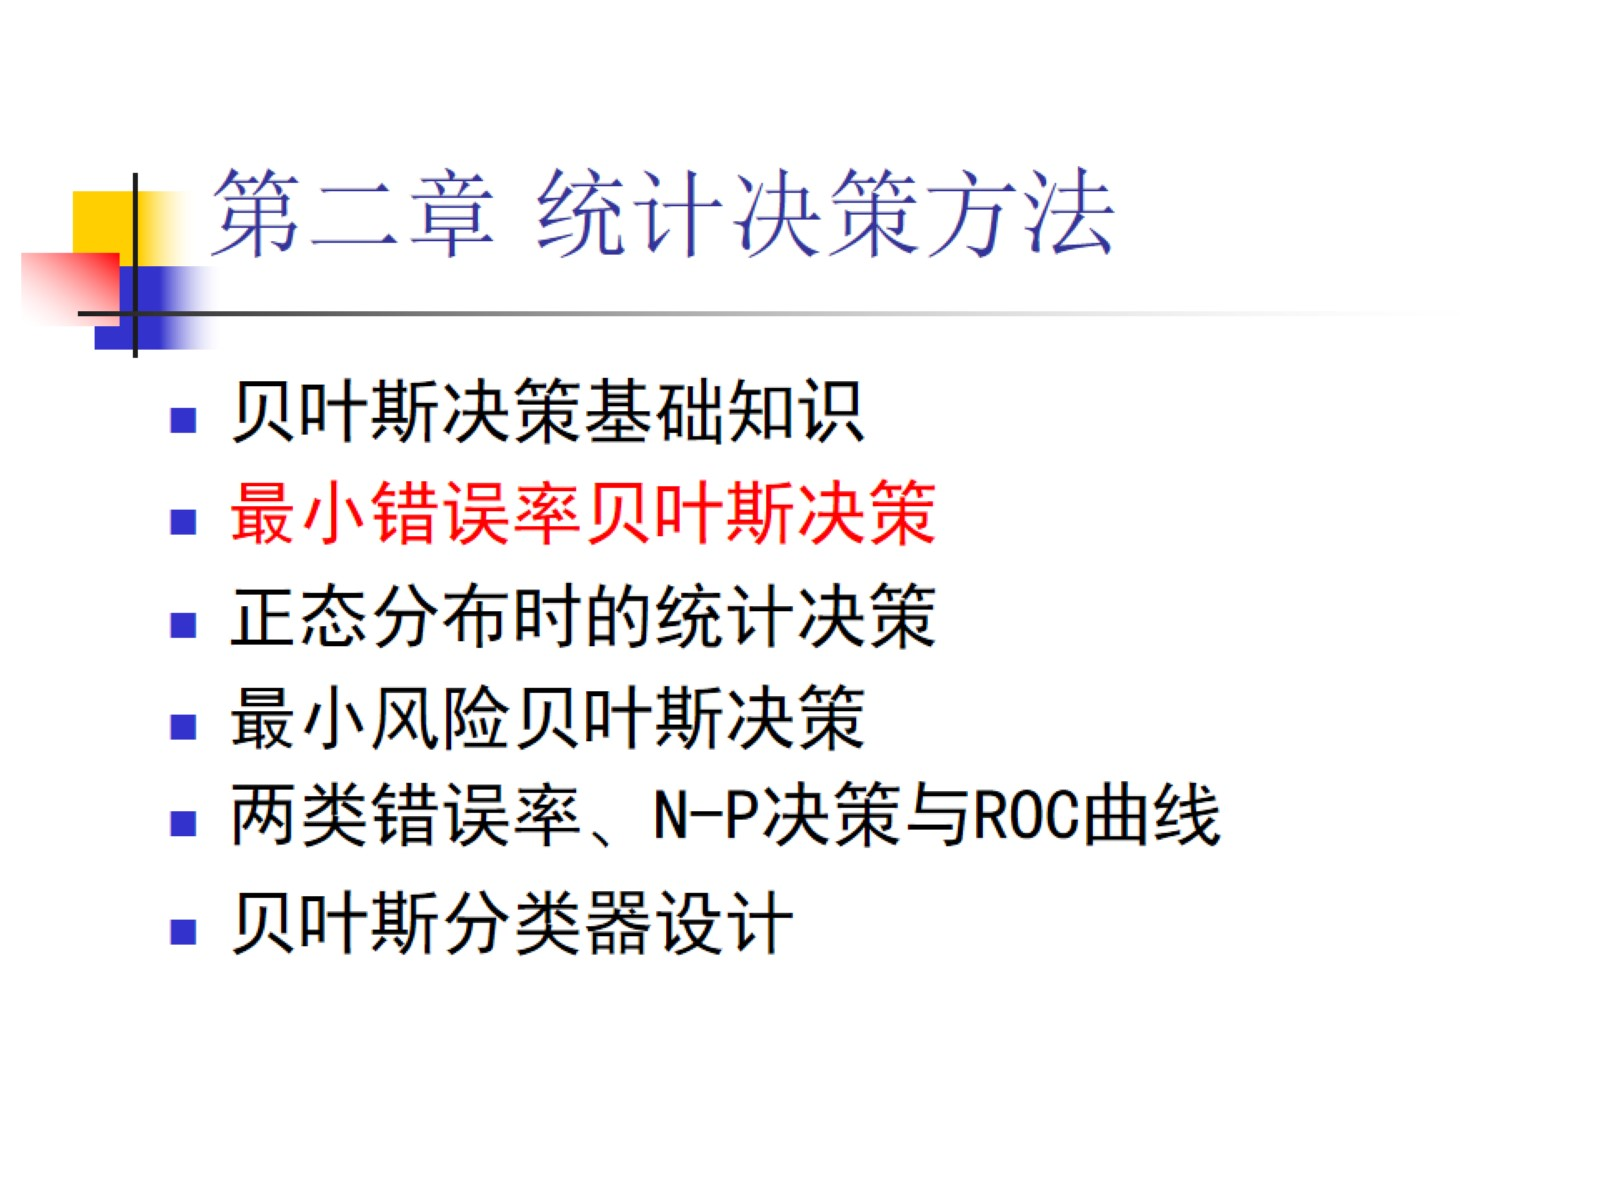 第二章 统计决策方法
贝叶斯决策基础知识
最小错误率贝叶斯决策
正态分布时的统计决策
最小风险贝叶斯决策
两类错误率、N-P决策与ROC曲线
贝叶斯分类器设计